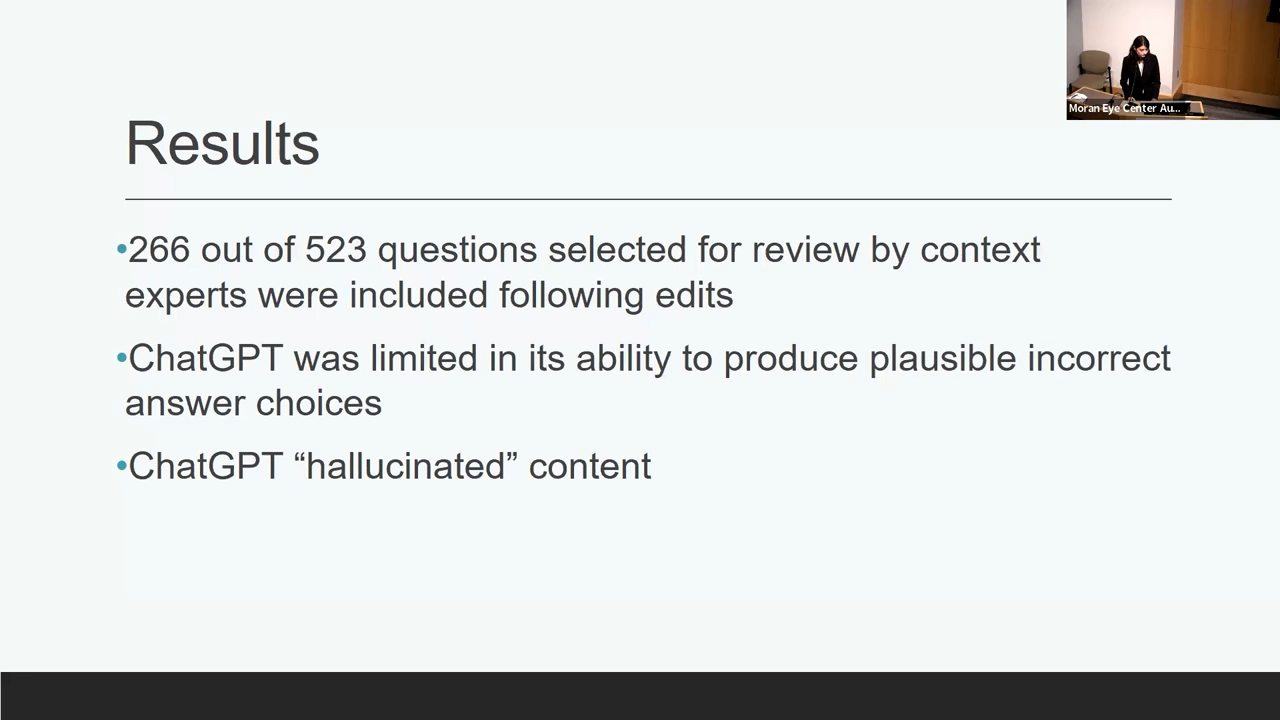 Moran Eye Center Au...
Results
•266 out of 523 questions selected for review by context
experts were included following edits
•ChatGPT was limited in its ability to produce plausible incorrect
answer choices
•ChatGPT “hallucinated” content